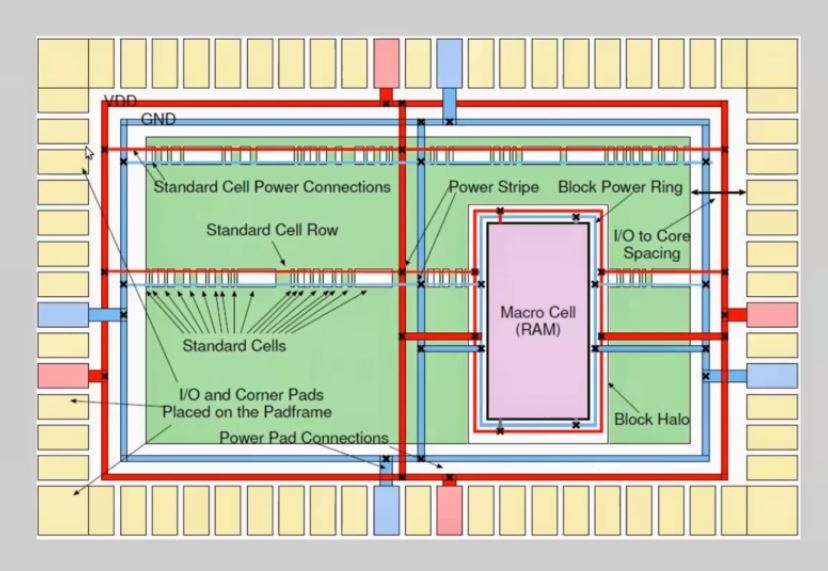 VDD
GND
Standard Cell Power Connections
Power Stripe
Block Power Ring
Standard Cell Row
I/O to Core
Spacing
Macro Cell
(RAM)
Standard Cells
I/O and Corner Pads
Placed on the Padframe
Block Halo
Power Pad Connections